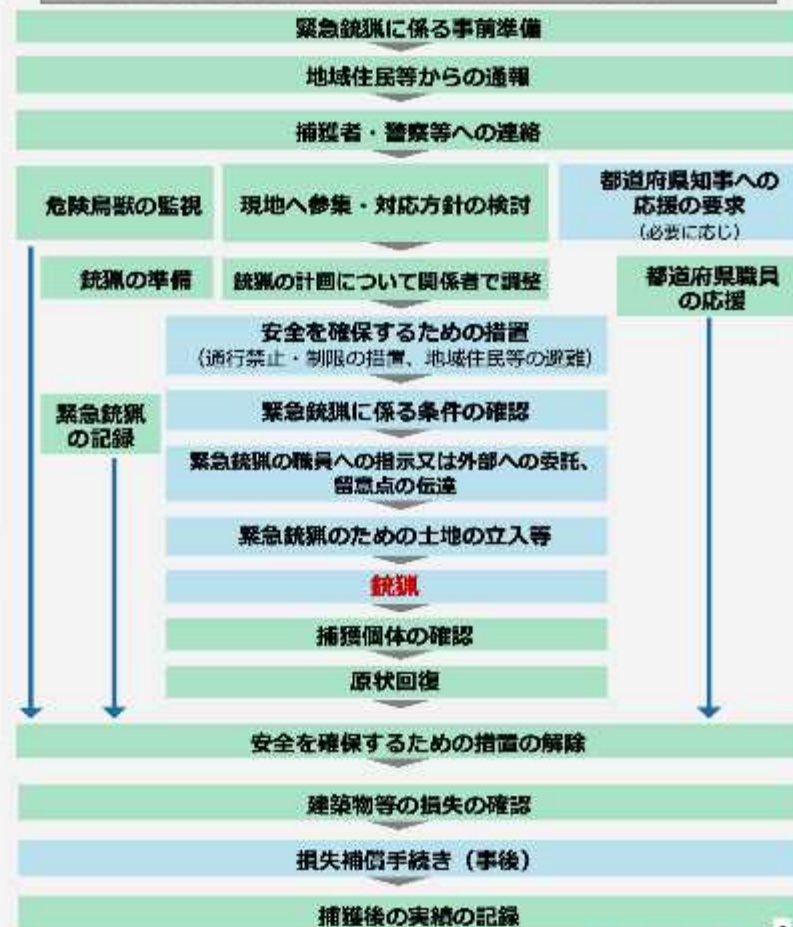 緊急銃猟に係る事前準備
地域住民等からの通報
捕獲者・警察等への連絡
危険鳥獣の監視
現地へ参集・対応方針の検討
都道府県知事への
応援の要求
(必要に応じ)
銃猟の準備
銃猟の計画について関係者で調整
都道府県職員
の応援
安全を確保するための措置
(通行禁止・制限の措置、地域住民等の避難)
緊急銃猟
の記録
緊急銃猟に係る条件の確認
緊急銃猟の職員への指示又は外部への委託、
留意点の伝達
緊急銃猟のための土地の立入等
銃猟
捕獲個体の確認
原状回復
安全を確保するための措置の解除
建築物等の損失の確認
損失補償手続き（事後）
捕獲後の実績の記録